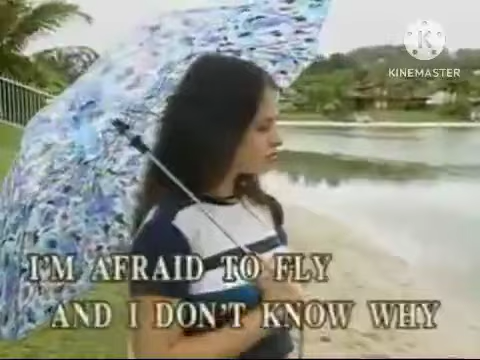 KINEMASTER
I'M AFRAID TO FLY
AND I DON'T KNOW WHY